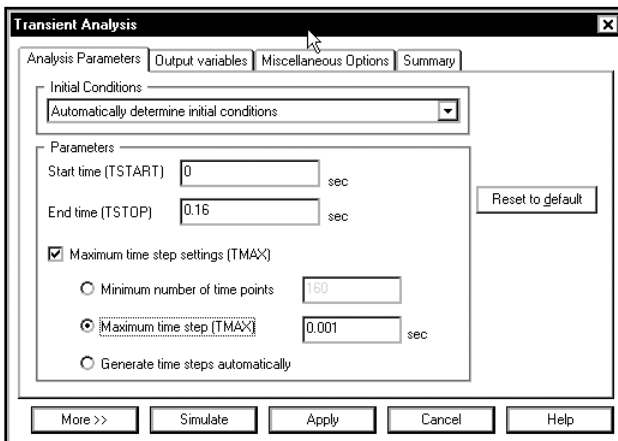 Transient Analysis
Analysis Parameters Output variables Miscellaneous Options Summary
Initial Conditions
Automatically determine initial conditions
Parameters
Start time (TSTART) 0 sec
End time (TSTOP) 0.16 sec
Reset to default
Maximum time step settings (TMAX)
Minimum number of time points 160
Maximum time step (TMAX) 0.001 sec
Generate time steps automatically
More >> Simulate Apply Cancel Help